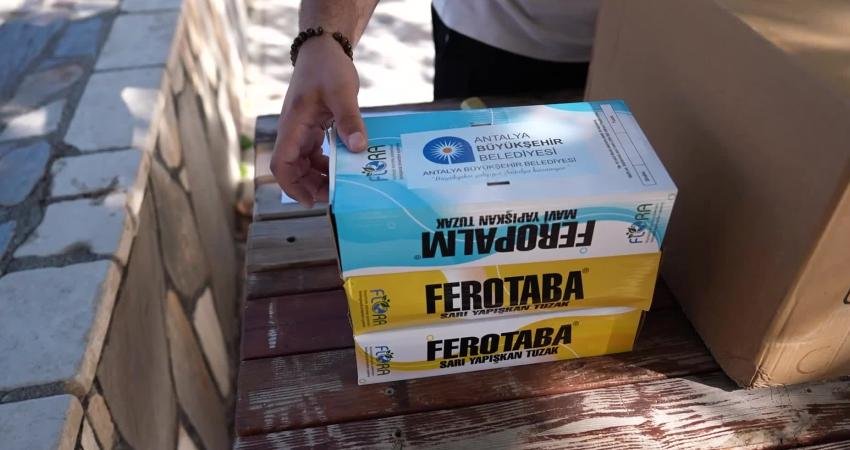 ANTALYA
BÜYÜKŞEHİR
BELEDİYESİ
ANTALYA BÜYÜKŞEHİR BELEDİYESİ
FLORA
FEROPALM®
MAVİ YAPIŞKAN TUZAK
FLORA
FLORA
FEROTABA®
SARI YAPIŞKAN TUZAK
FLORA
FEROTABA®
SARI YAPIŞKAN TUZAK